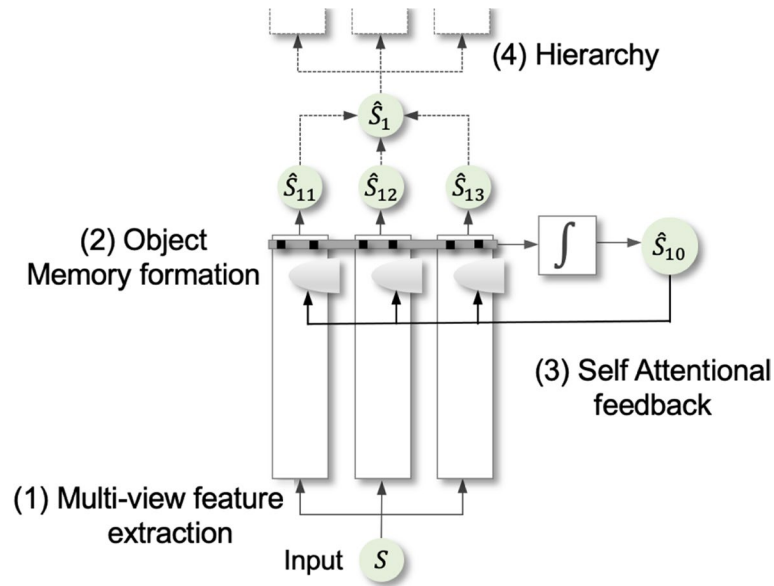 (4) Hierarchy
Ŝ₁
Ŝ₁₁
Ŝ₁₂
Ŝ₁₃
(2) Object
Memory formation
∫
Ŝ₁₀
(3) Self Attentional
feedback
(1) Multi-view feature
extraction
Input
S